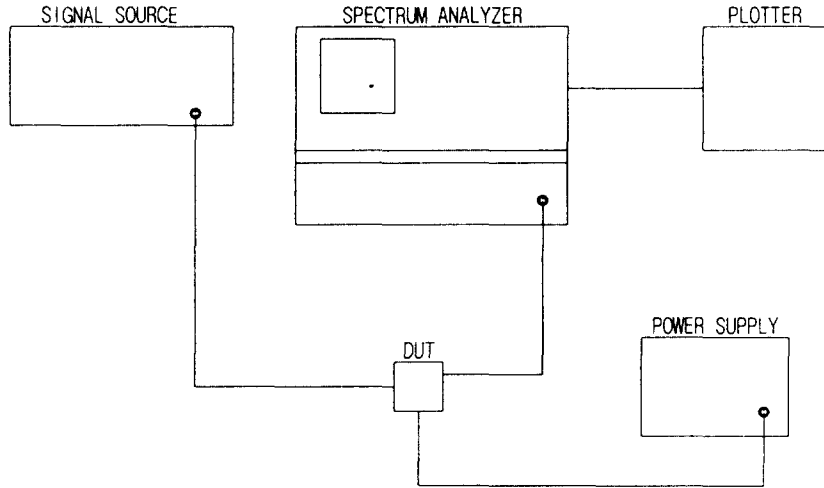 SIGNAL SOURCE
SPECTRUM ANALYZER
PLOTTER
DUT
POWER SUPPLY